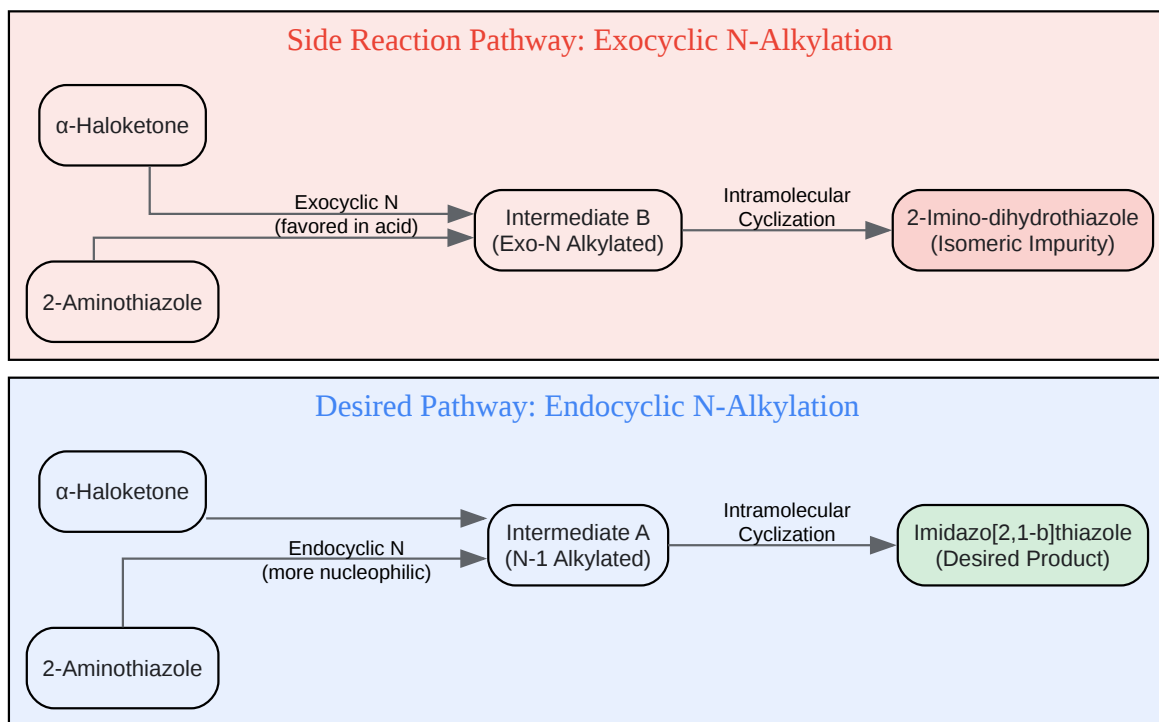 Side Reaction Pathway: Exocyclic N-Alkylation
α-Haloketone
Exocyclic N
(favored in acid)
2-Aminothiazole
Intermediate B
(Exo-N Alkylated)
Intramolecular
Cyclization
2-Imino-dihydrothiazole
(Isomeric Impurity)
Desired Pathway: Endocyclic N-Alkylation
α-Haloketone
Endocyclic N
(more nucleophilic)
2-Aminothiazole
Intermediate A
(N-1 Alkylated)
Intramolecular
Cyclization
Imidazo[2,1-b]thiazole
(Desired Product)